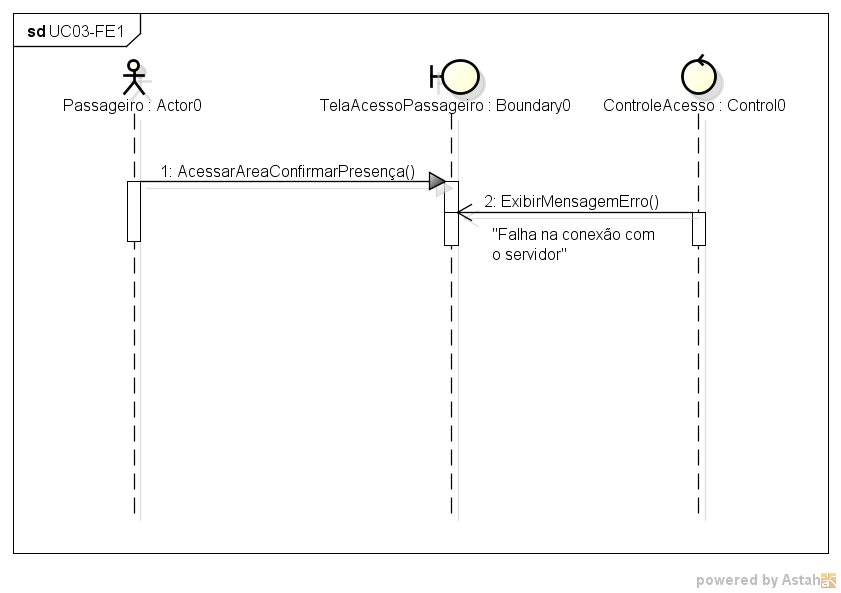 sd UC03-FE1
Passageiro : Actor0
TelaAcessoPassageiro : Boundary0
ControleAcesso : Control0
1: AcessarAreaConfirmarPresença()
2: ExibirMensagemErro()
"Falha na conexão com
o servidor"
powered by Astah